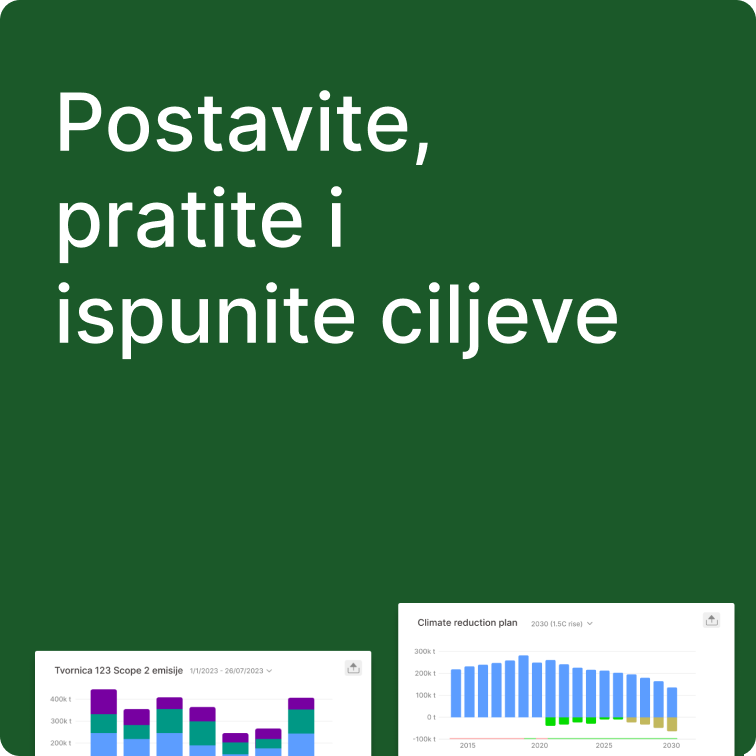 Postavite,
pratite i
ispunite ciljeve
Climate reduction plan 2030 (1.5C rise)
300k t
200k t
100k t
0 t
-100k t
2015 2020 2025 2030
Tvornica 123 Scope 2 emisije 1/1/2023 - 26/07/2023
400k t
300k t
200k t